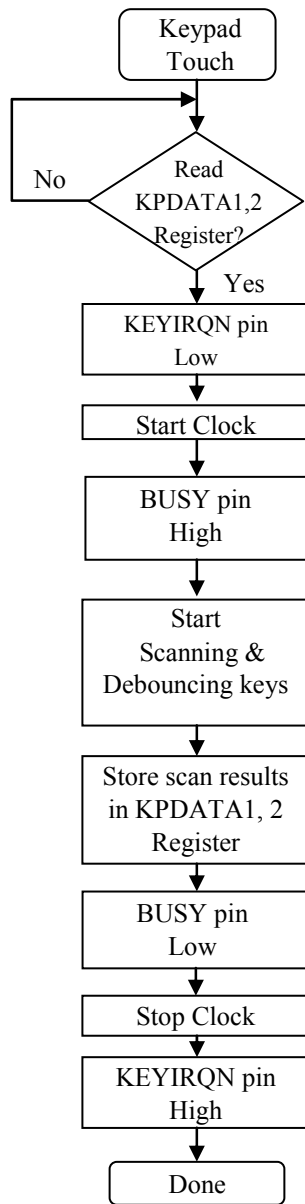 Keypad
Touch
No
Read
KPDATA1,2
Register?
Yes
KEYIRQN pin
Low
Start Clock
BUSY pin
High
Start
Scanning &
Debouncing keys
Store scan results
in KPDATA1, 2
Register
BUSY pin
Low
Stop Clock
KEYIRQN pin
High
Done